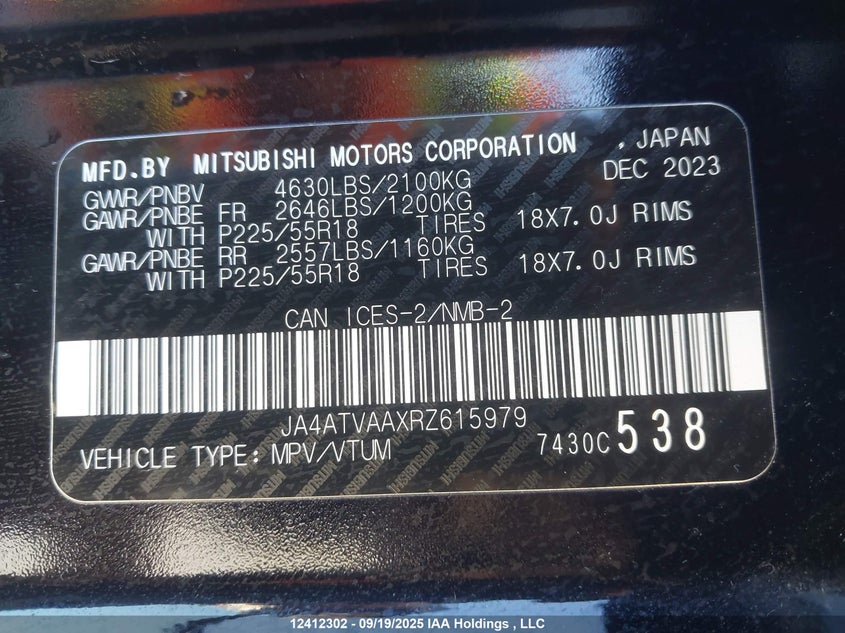 MFD.BY MITSUBISHI MOTORS CORPORATION , JAPAN
GWWR/PNBV 4630LBS/2100KG DEC 2023
GAWR/PNBE FR 2646LBS/1200KG
WITH P225/55R18 TIRES 18X7.0J RIMS
GAWR/PNBE RR 2557LBS/1160KG
WITH P225/55R18 TIRES 18X7.0J RIMS
CAN ICES-2/NMB-2
JA4ATVAAXRZ615979
VEHICLE TYPE: MPV/VTUM 7430C 538
12412302 - 09/19/2025 IAA Holdings , LLC